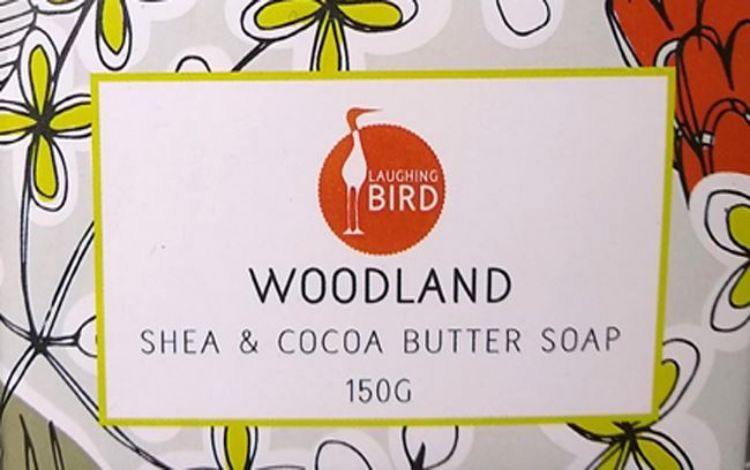 LAUGHING
BIRD
WOODLAND
SHEA & COCOA BUTTER SOAP
150G